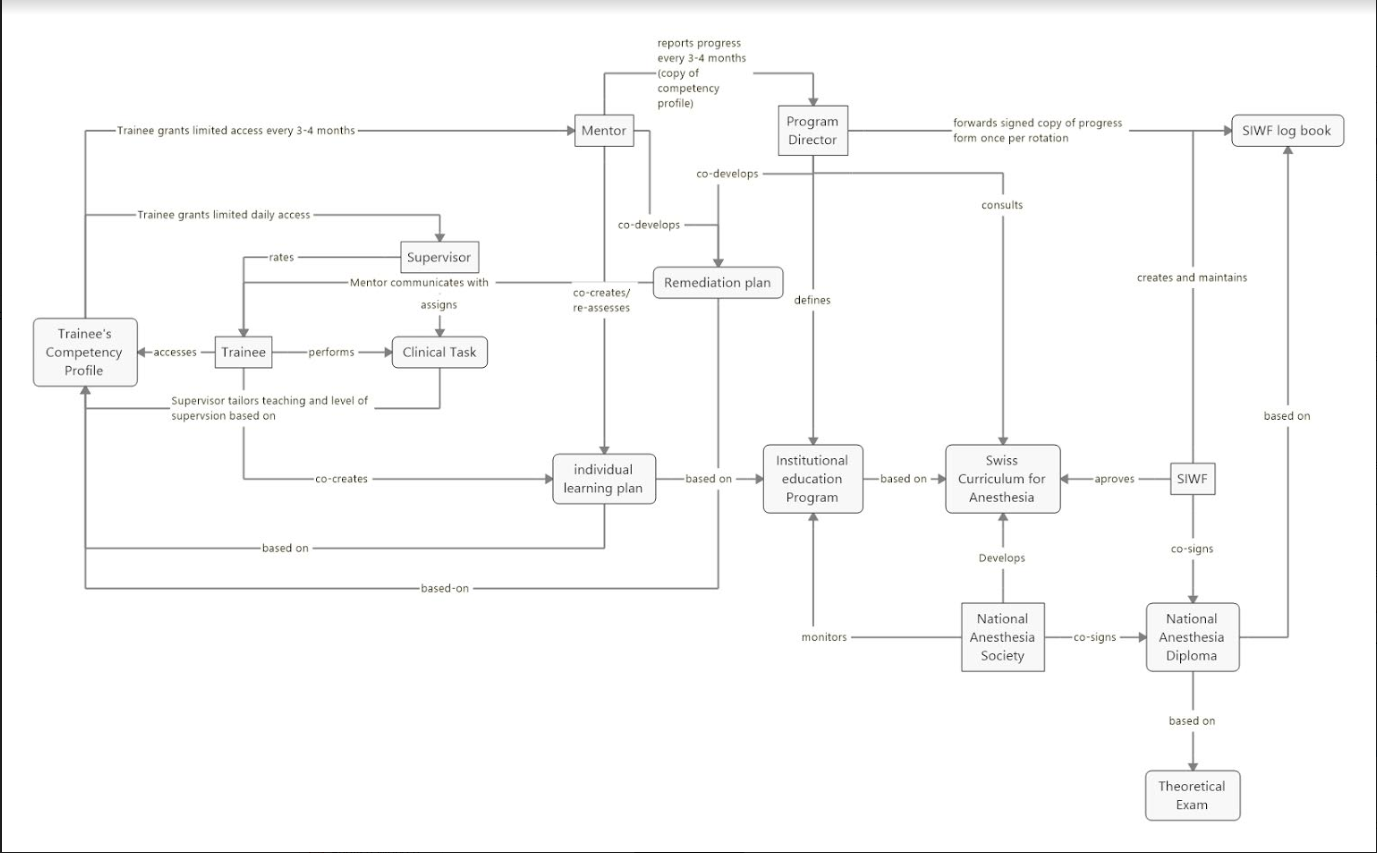 reports progress
every 3-4 months
(copy of
competency
profile)
Trainee grants limited access every 3-4 months
Mentor
Program
Director
forwards signed copy of progress
form once per rotation
SIWF log book
co-develops
Trainee grants limited daily access
consults
co-develops
rates
Supervisor
Mentor communicates with
Remediation plan
creates and maintains
assigns
co-creates/
re-assesses
defines
Trainee's
Competency
Profile
accesses
Trainee
performs
Clinical Task
Supervisor tailors teaching and level of
supervsion based on
based on
co-creates
individual
learning plan
based on
Institutional
education
Program
based on
Swiss
Curriculum for
Anesthesia
aproves
SIWF
based on
Develops
co-signs
based-on
monitors
National
Anesthesia
Society
co-signs
National
Anesthesia
Diploma
based on
Theoretical
Exam